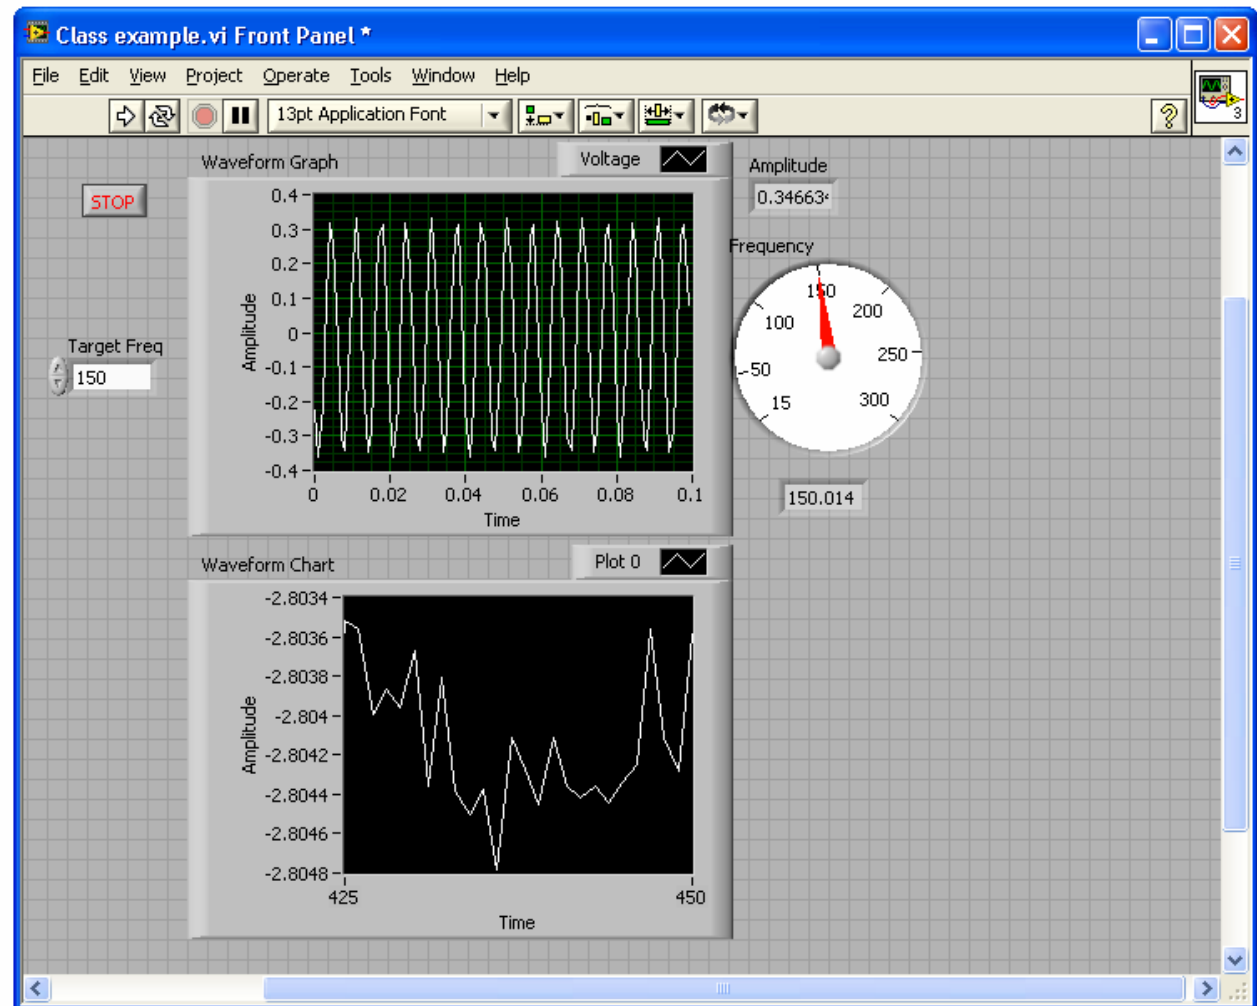 Class example.vi Front Panel *
File Edit View Project Operate Tools Window Help
13pt Application Font
?
3
STOP
Target Freq
150
Waveform Graph
Voltage
Amplitude
0.4
0.3
0.2
0.1
0
-0.1
-0.2
-0.3
-0.4
0 0.02 0.04 0.06 0.08 0.1
Time
Amplitude
0.34663
Frequency
15
50
100
150
200
250
300
150.014
Waveform Chart
Plot 0
Amplitude
-2.8034
-2.8036
-2.8038
-2.804
-2.8042
-2.8044
-2.8046
-2.8048
425 450
Time